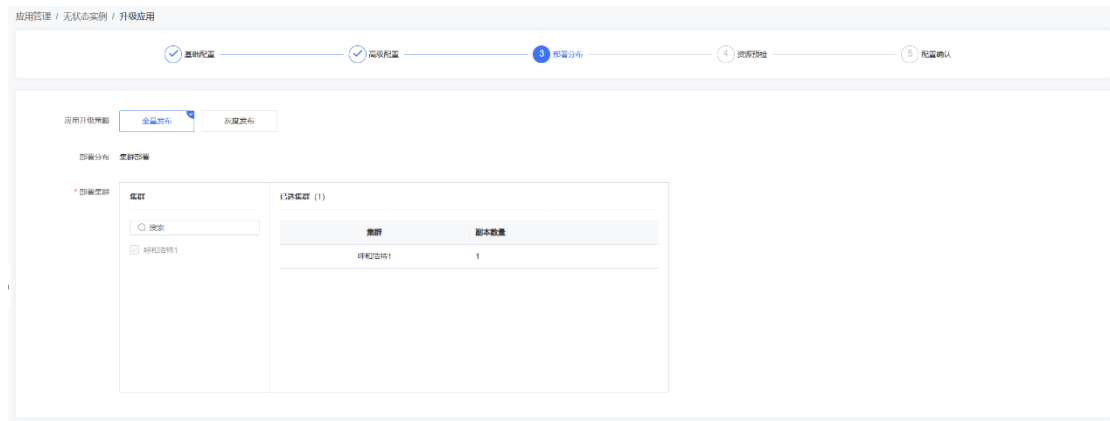 应用管理 / 无状态实例 / 升级应用
基础配置 高级配置 3 部署分布 4 资源预检 5 配置确认
应用升级策略 全量发布 灰度发布
部署分布 集群部署
* 部署集群 集群 已选集群 (1)
搜索 集群 副本数量
呼和浩特1 呼和浩特1 1